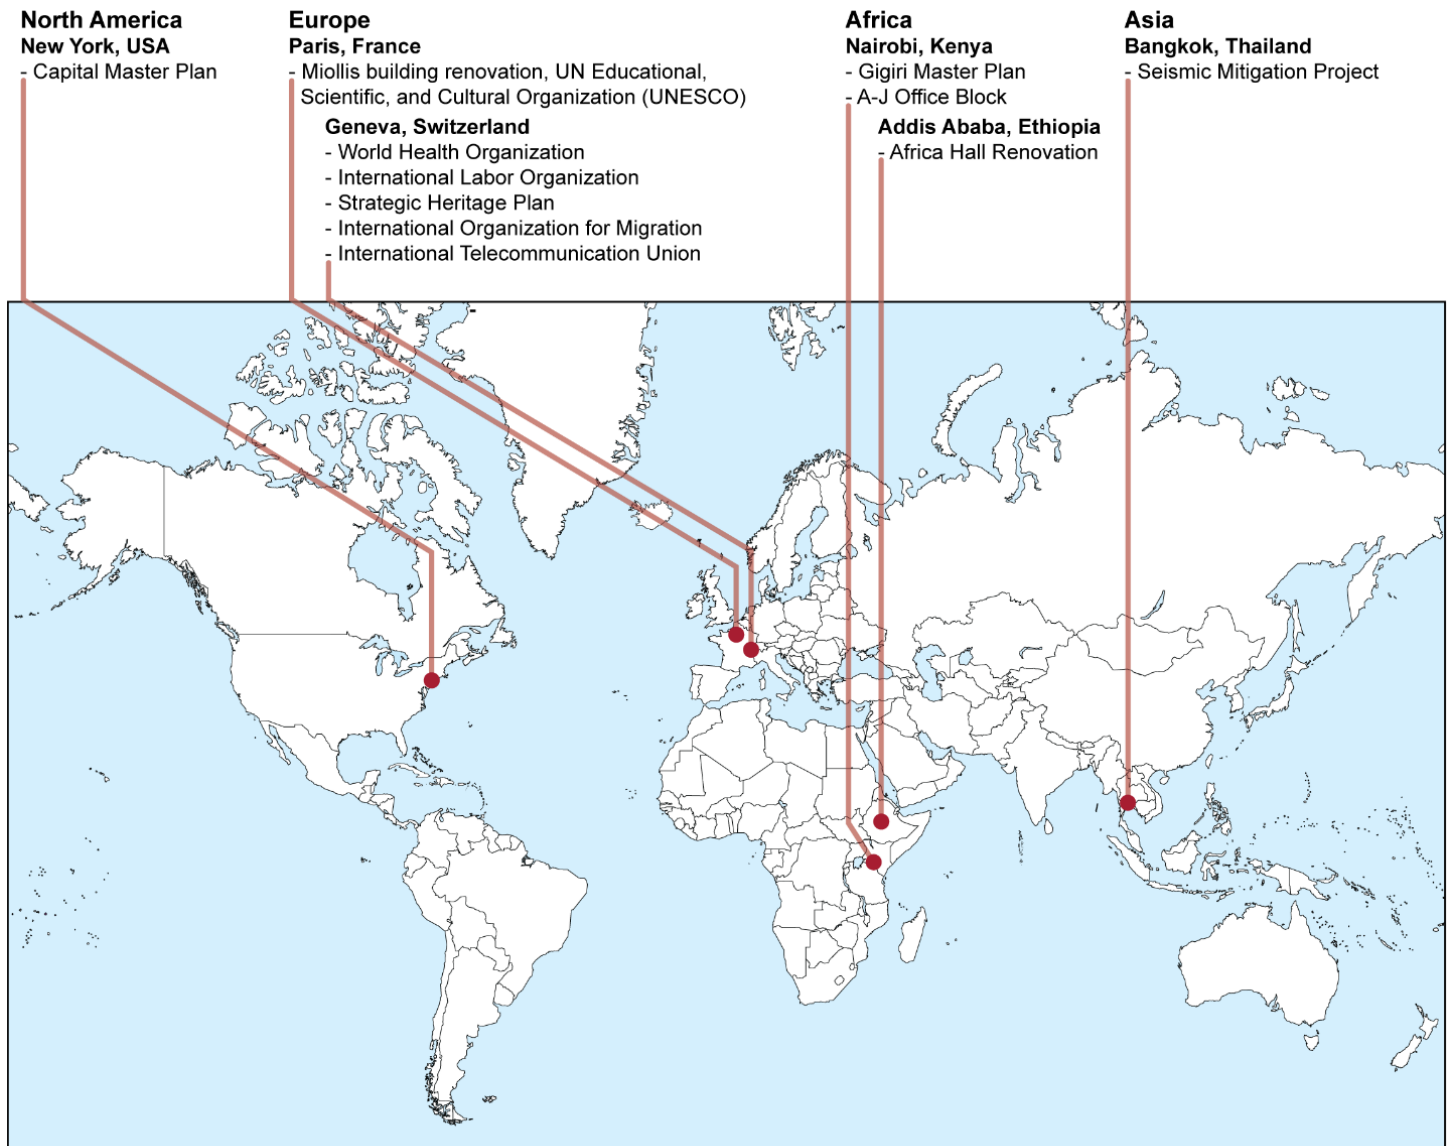 North America
New York, USA
- Capital Master Plan
Europe
Paris, France
- Miollis building renovation, UN Educational,
Scientific, and Cultural Organization (UNESCO)
Geneva, Switzerland
- World Health Organization
- International Labor Organization
- Strategic Heritage Plan
- International Organization for Migration
- International Telecommunication Union
Africa
Nairobi, Kenya
- Gigiri Master Plan
- A-J Office Block
Addis Ababa, Ethiopia
- Africa Hall Renovation
Asia
Bangkok, Thailand
- Seismic Mitigation Project